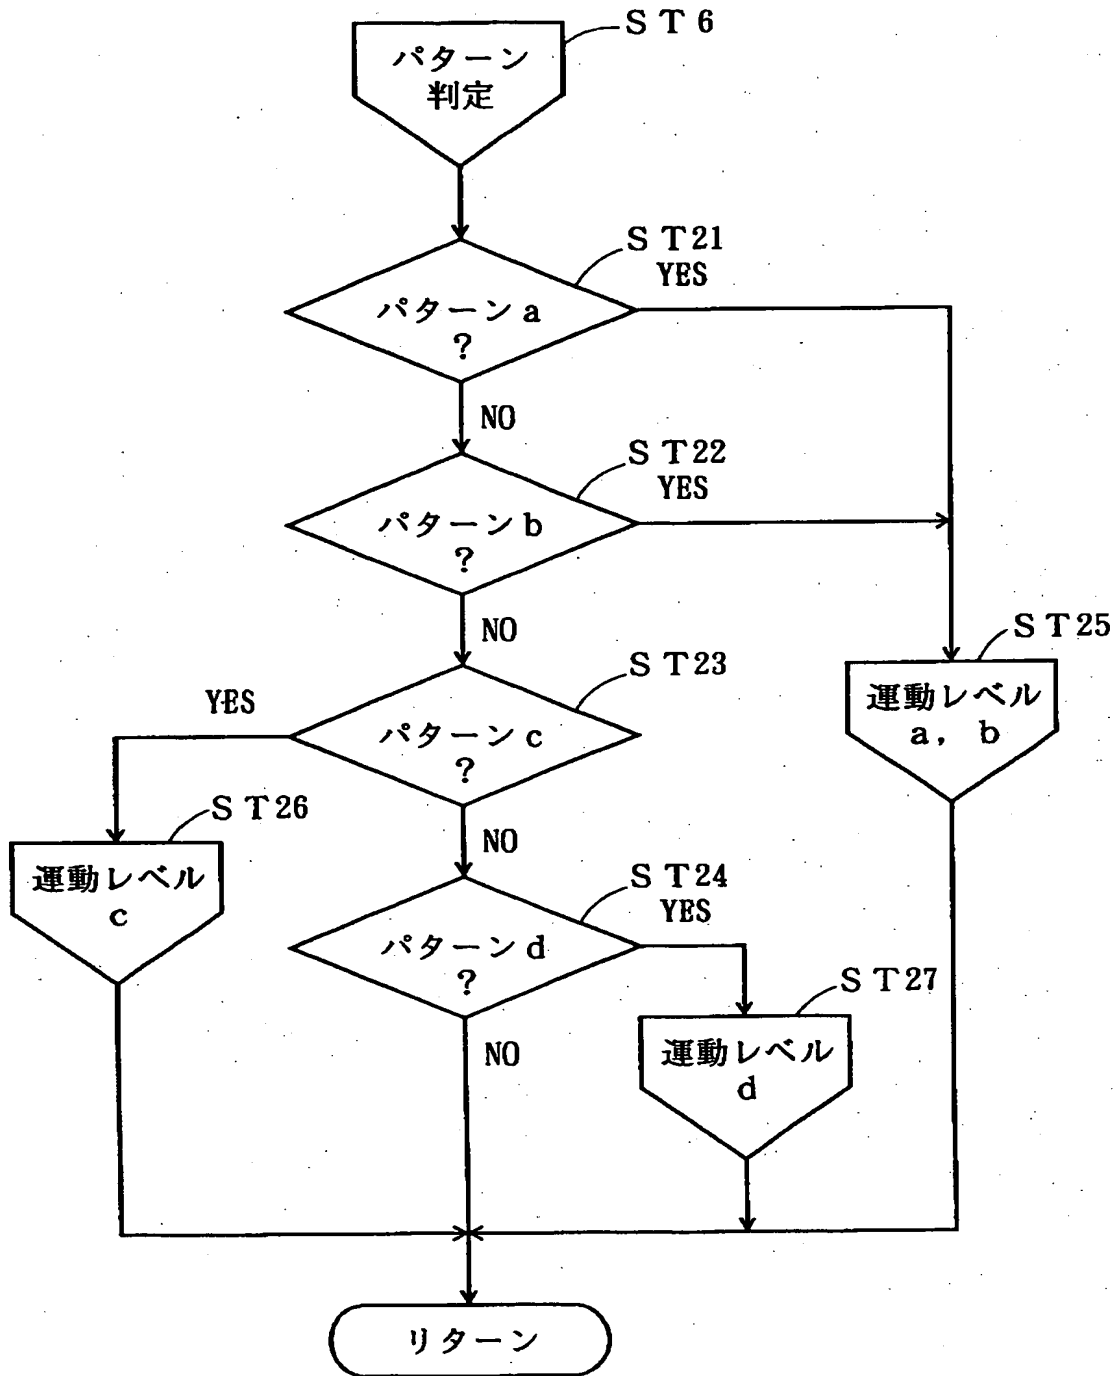 ST6
パターン
判定
ST21
YES
パターンa
?
NO
ST22
YES
パターンb
?
NO
ST23
YES
パターンc
?
NO
ST25
運動レベル
a, b
ST26
運動レベル
c
ST24
YES
パターンd
?
NO
ST27
運動レベル
d
リターン